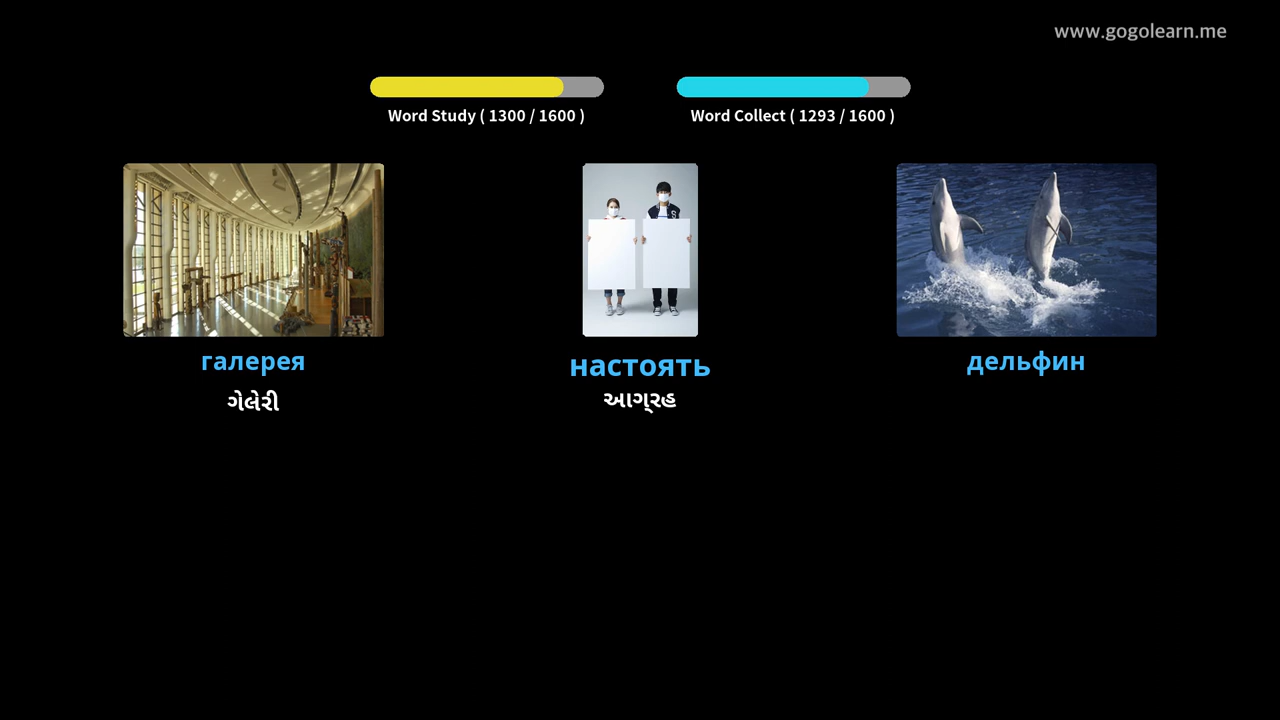 www.gogolearn.me
Word Study ( 1300 / 1600 )
Word Collect ( 1293 / 1600 )
галерея
настоять
дельфин
ગેલેરી
આગ્રહ